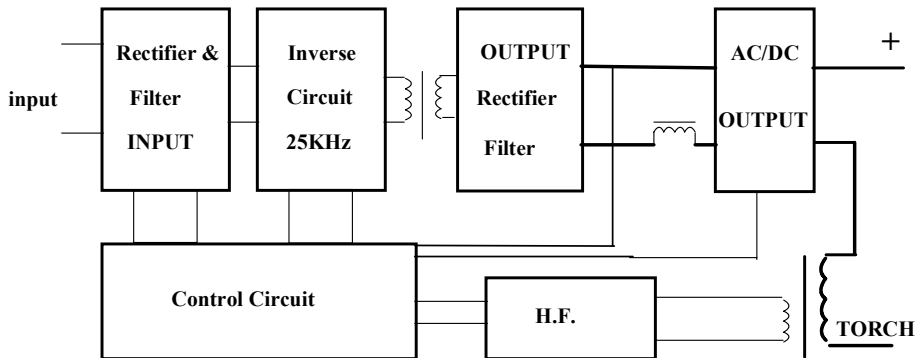 input
Rectifier &
Filter
INPUT
Inverse
Circuit
25KHz
OUTPUT
Rectifier
Filter
AC/DC
OUTPUT
+
Control Circuit
H.F.
TORCH